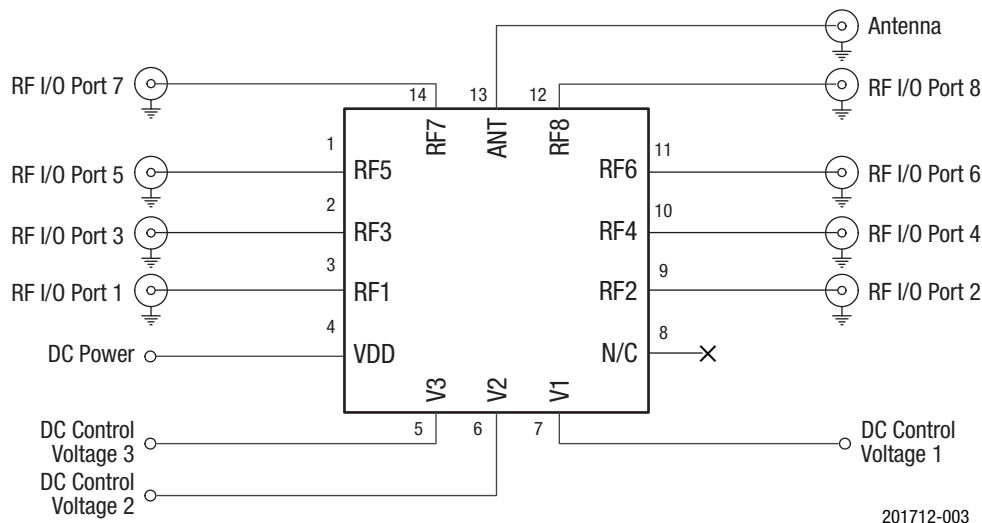 Antenna
RF I/O Port 7
14
13
12
RF I/O Port 8
RF7
ANT
RF8
1
11
RF I/O Port 5
RF5
RF6
RF I/O Port 6
2
10
RF I/O Port 3
RF3
RF4
RF I/O Port 4
3
9
RF I/O Port 1
RF1
RF2
RF I/O Port 2
4
8
DC Power
VDD
N/C
V3
V2
V1
5
6
7
DC Control
Voltage 3
DC Control
Voltage 1
DC Control
Voltage 2
201712-003